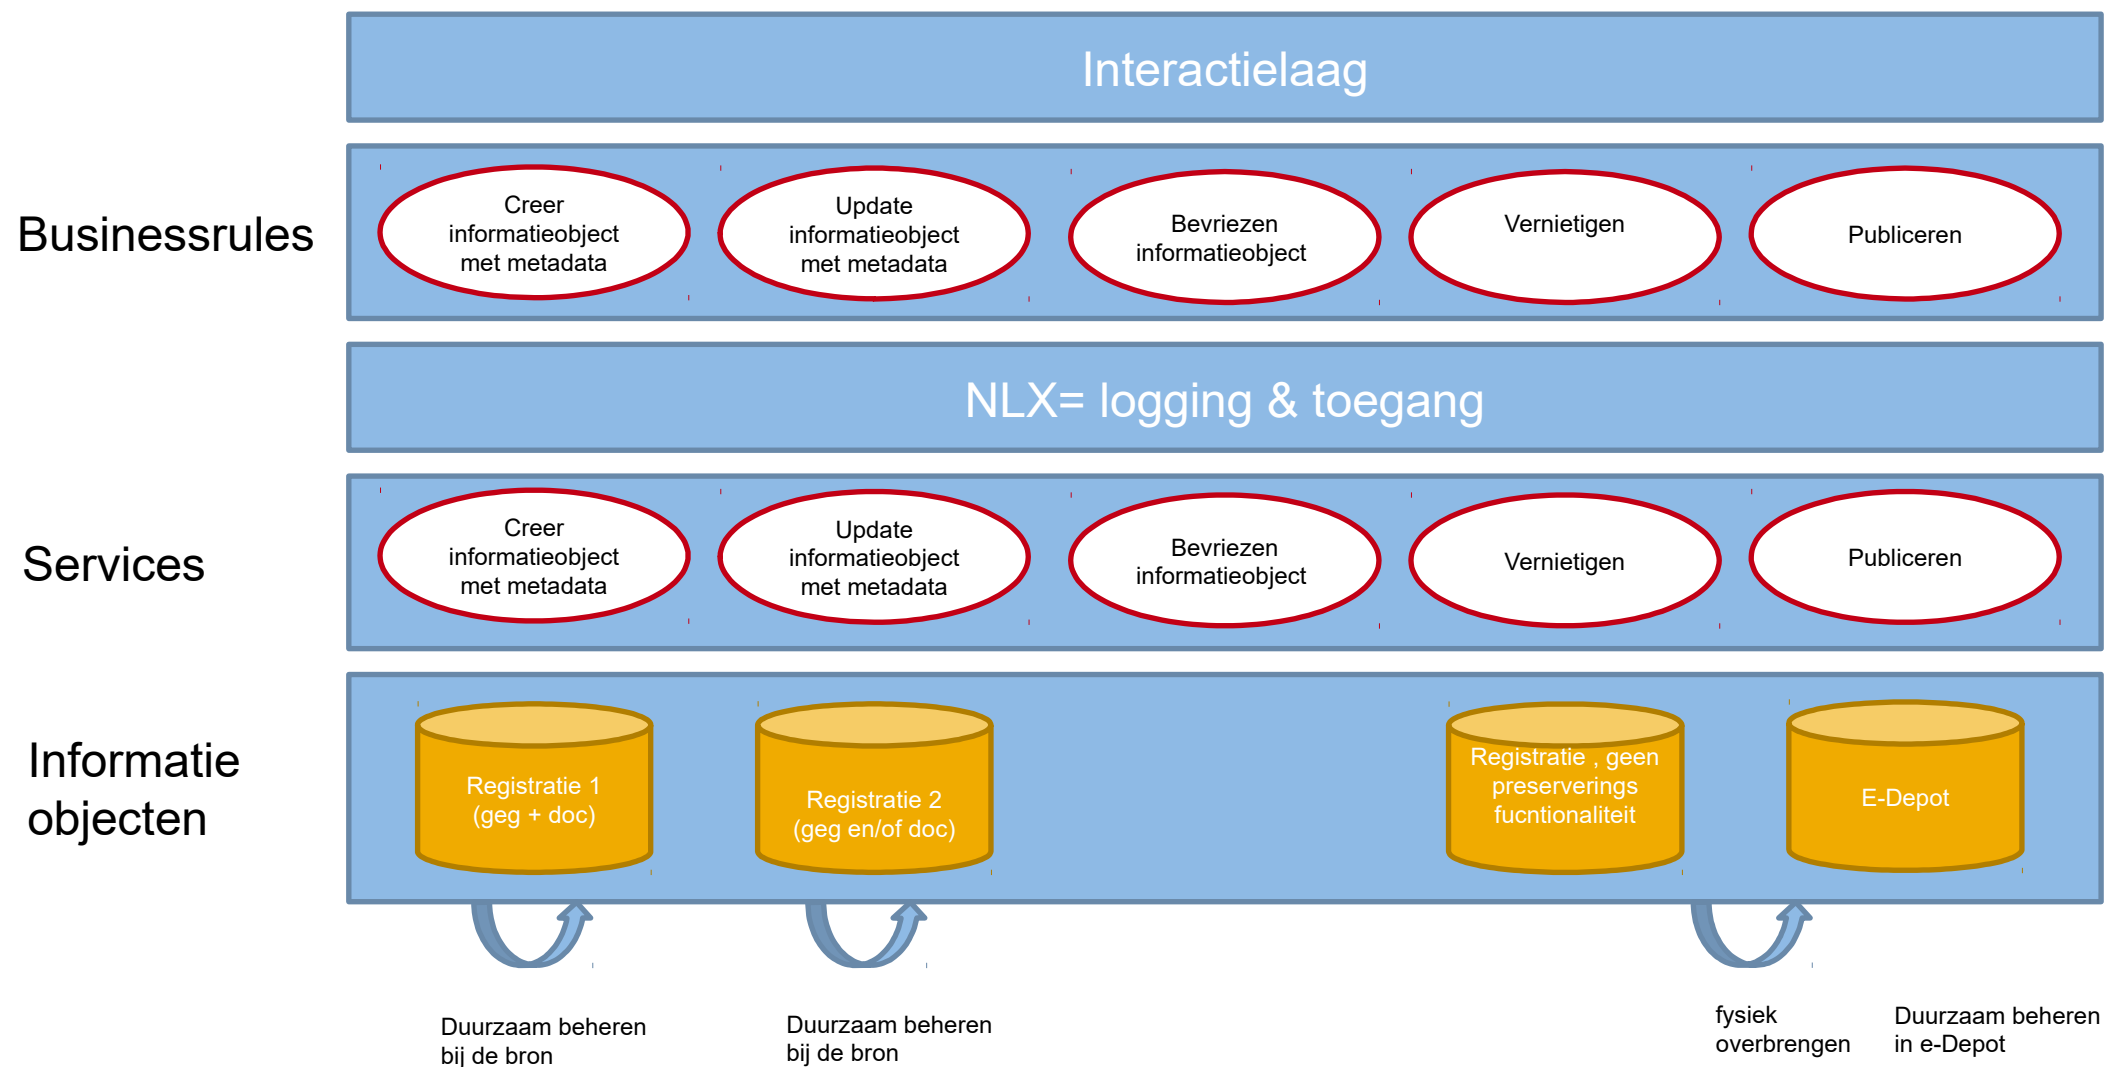 Interactielaag
Businessrules
Creer
informatieobject
met metadata
Update
informatieobject
met metadata
Bevriezen
informatieobject
Vernietigen
Publiceren
NLX= logging & toegang
Services
Creer
informatieobject
met metadata
Update
informatieobject
met metadata
Bevriezen
informatieobject
Vernietigen
Publiceren
Informatie
objecten
Registratie 1
(geg + doc)
Registratie 2
(geg en/of doc)
Registratie , geen
preserverings
fucntionaliteit
E-Depot
Duurzaam beheren
bij de bron
Duurzaam beheren
bij de bron
fysiek
overbrengen
Duurzaam beheren
in e-Depot